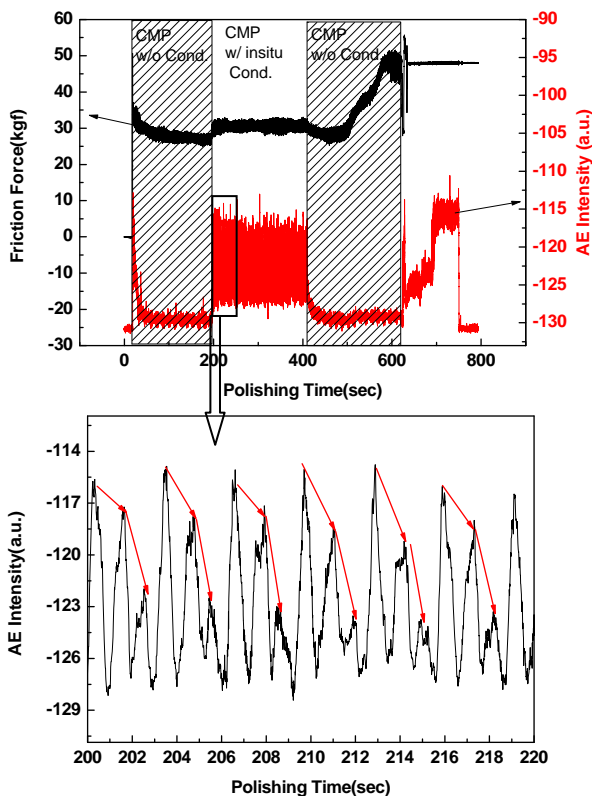 60
50
40
30
20
10
0
-10
-20
-30
Friction Force(kgf)
CMP
w/o Cond.
CMP
w/ insitu
Cond.
CMP
w/o Cond.
-90
-95
-100
-105
-110
-115
-120
-125
-130
AE Intensity (a.u.)
0 200 400 600 800
Polishing Time(sec)
-114
-117
-120
-123
-126
-129
AE Intensity(a.u.)
200 202 204 206 208 210 212 214 216 218 220
Polishing Time(sec)